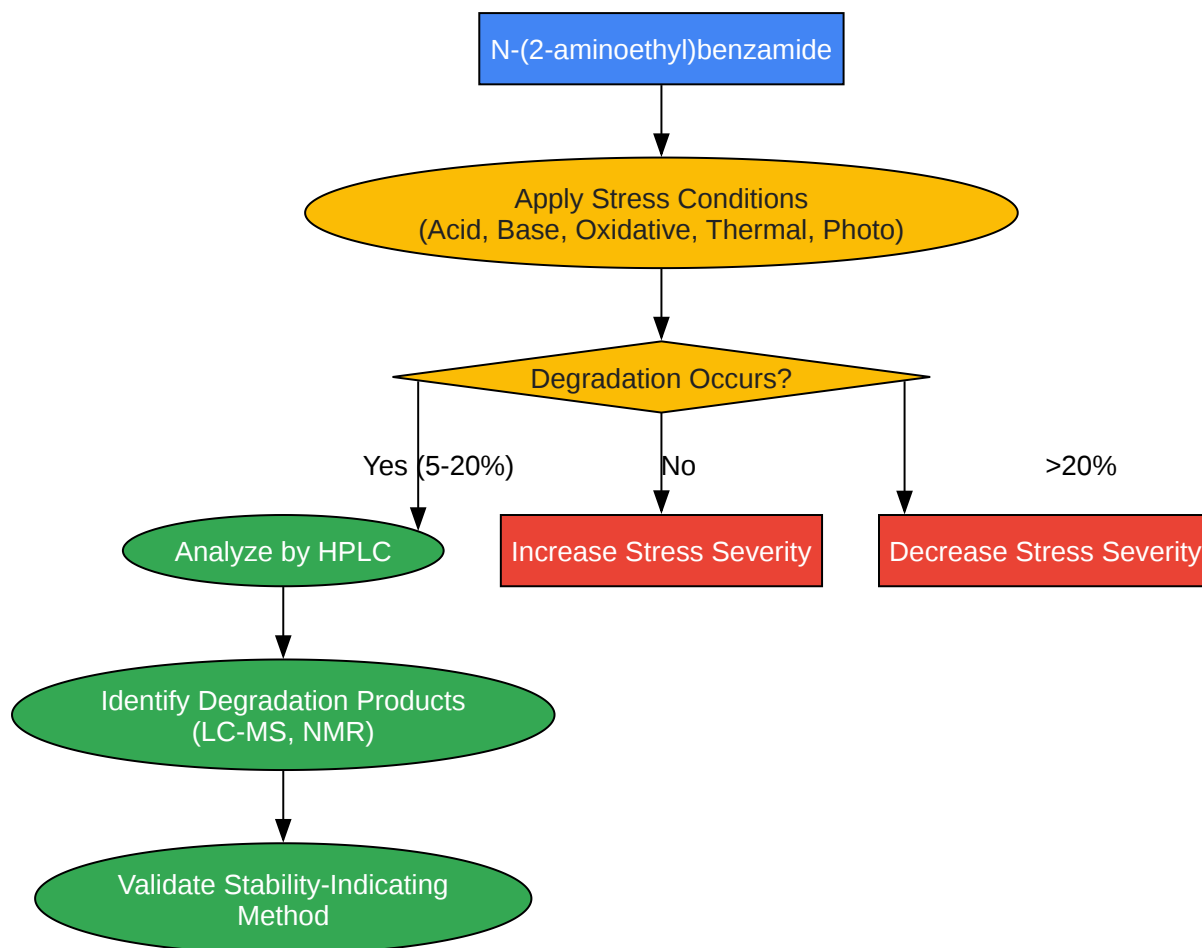 N-(2-aminoethyl)benzamide
Apply Stress Conditions
(Acid, Base, Oxidative, Thermal, Photo)
Degradation Occurs?
Yes (5-20%)
No
>20%
Analyze by HPLC
Increase Stress Severity
Decrease Stress Severity
Identify Degradation Products
(LC-MS, NMR)
Validate Stability-Indicating
Method